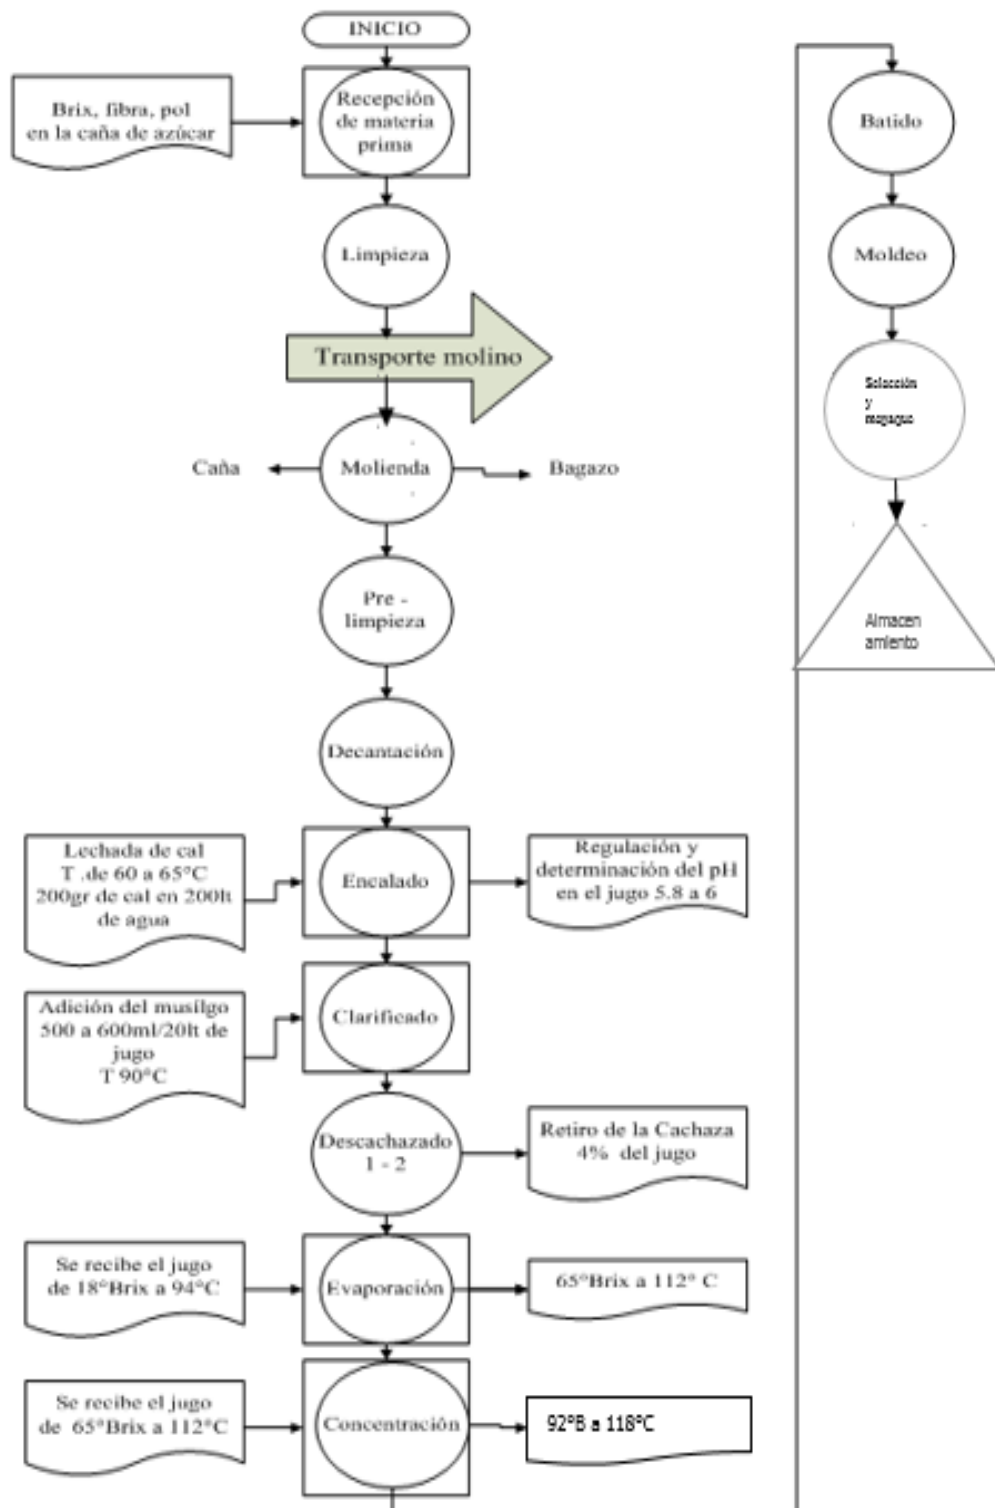 INICIO
Brix, fibra, pol
en la caña de azúcar
Recepción
de materia
prima
Limpieza
Transporte molino
Caña
Molienda
Bagazo
Pre -
limpieza
Decantación
Lechada de cal
T .de 60 a 65°C
200gr de cal en 200lt
de agua
Encalado
Regulación y
determinación del pH
en el jugo 5.8 a 6
Adición del musílgo
500 a 600ml/20lt de
jugo
T 90°C
Clarificado
Descachazado
1 - 2
Retiro de la Cachaza
4% del jugo
Se recibe el jugo
de 18°Brix a 94°C
Evaporación
65°Brix a 112° C
Se recibe el jugo
de 65°Brix a 112°C
Concentración
92°B a 118°C
Batido
Moldeo
Selección
y
Almacen
amiento